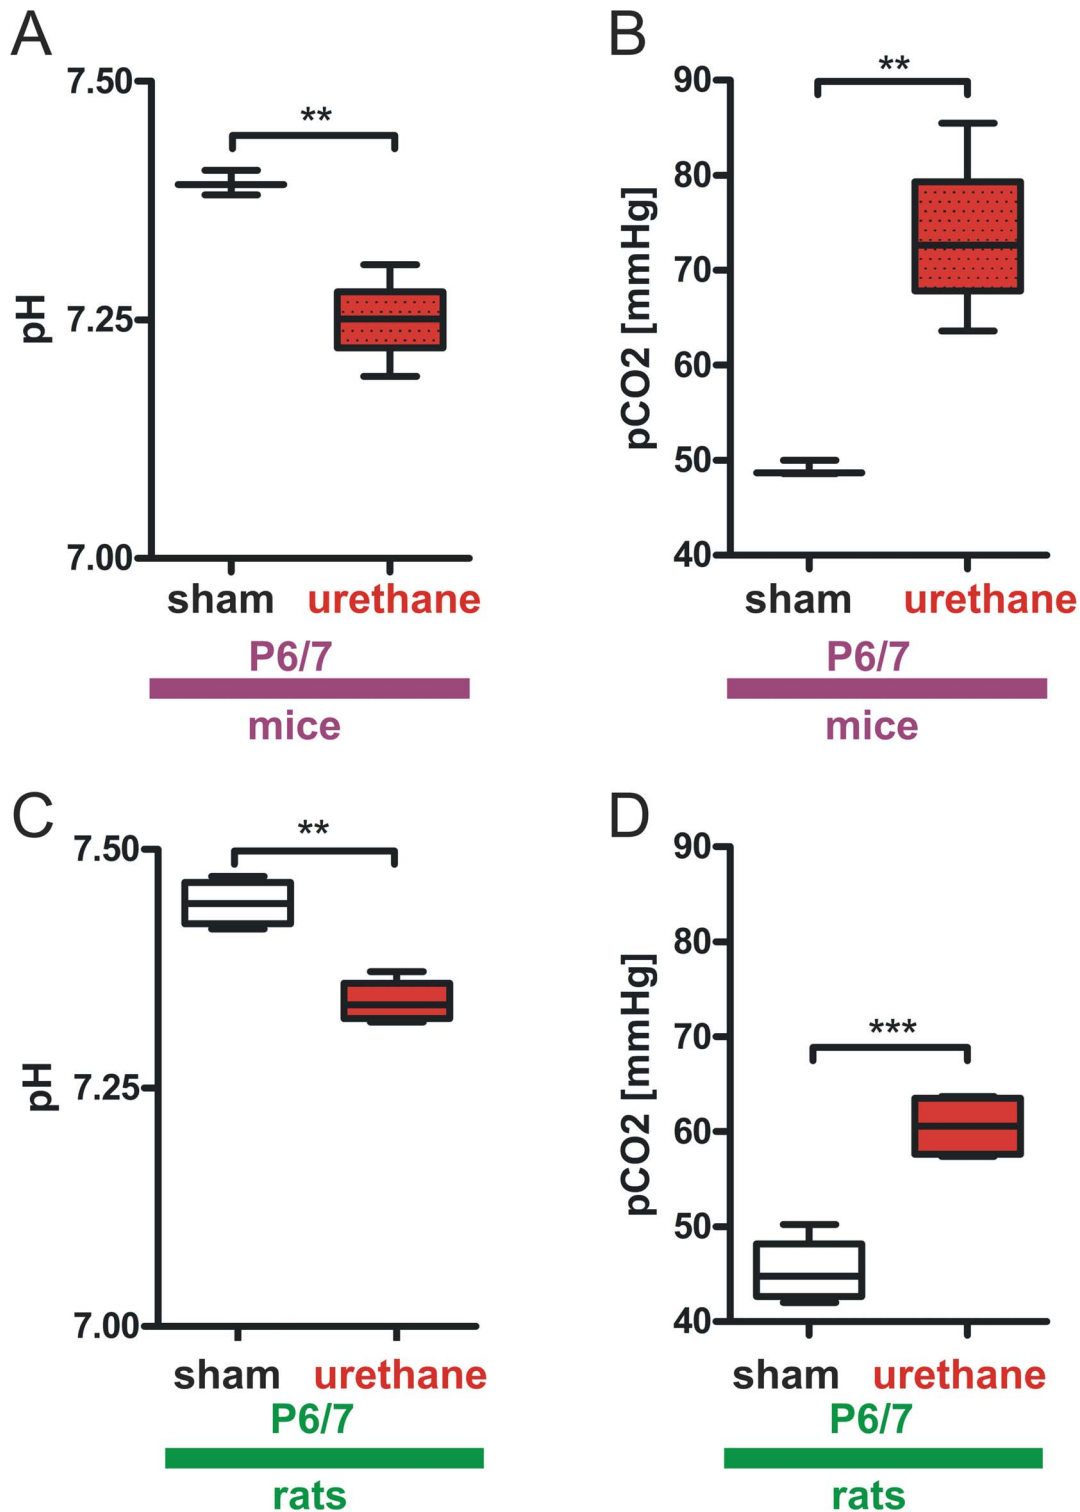 A
7.50
**
pH
7.25
7.00
sham urethane
P6/7
mice
B
90
**
80
pCO2 [mmHg]
70
60
50
40
sham urethane
P6/7
mice
C
7.50
**
pH
7.25
7.00
sham urethane
P6/7
rats
D
90
80
pCO2 [mmHg]
70
***
60
50
40
sham urethane
P6/7
rats